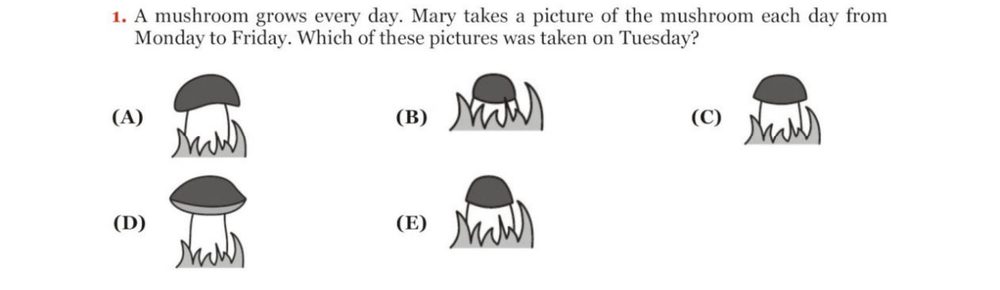 1. A mushroom grows every day. Mary takes a picture of the mushroom each day from
Monday to Friday. Which of these pictures was taken on Tuesday?
(A)
(B)
(C)
(D)
(E)